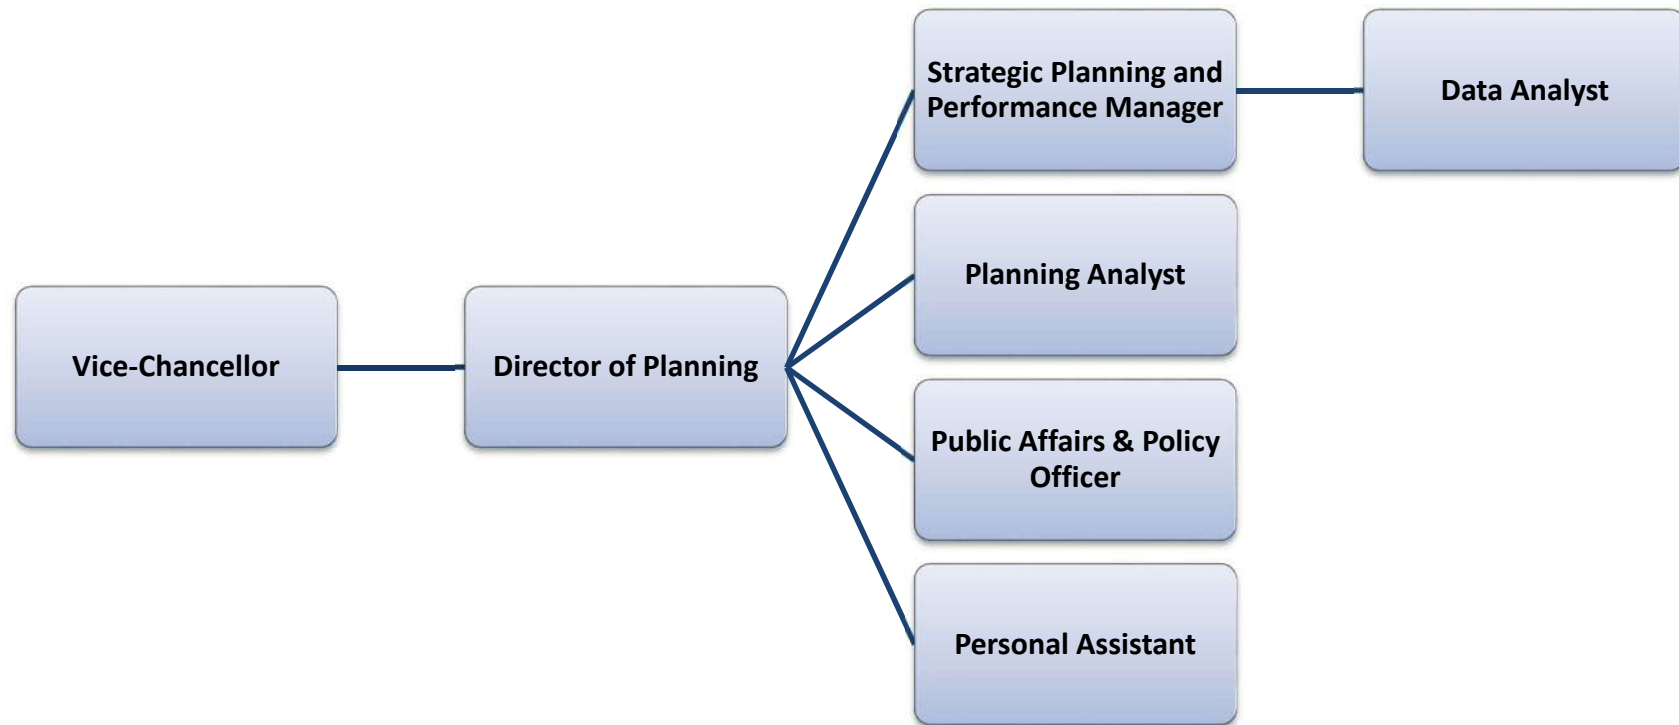 Vice-Chancellor
Director of Planning
Strategic Planning and
Performance Manager
Data Analyst
Planning Analyst
Public Affairs & Policy
Officer
Personal Assistant